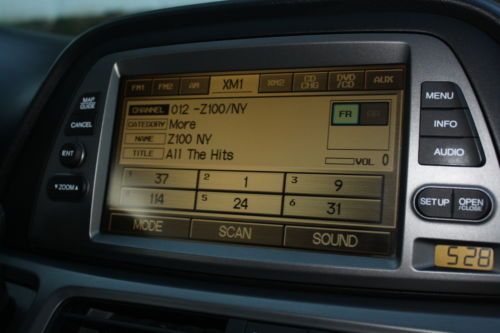 FM1 FM2 AM XM1 XM2 CD CHG DVD /CD AUX
CHANNEL 012 -Z100/NY
CATEGORY More
NAME Z100 NY
TITLE All The Hits
FR RR
VOL 0
1 37 2 1 3 9
4 114 5 24 6 31
MODE SCAN SOUND
MAP GUIDE
CANCEL
ENT
▼ZOOM▲
MENU
INFO
AUDIO
SETUP OPEN /CLOSE
5:28